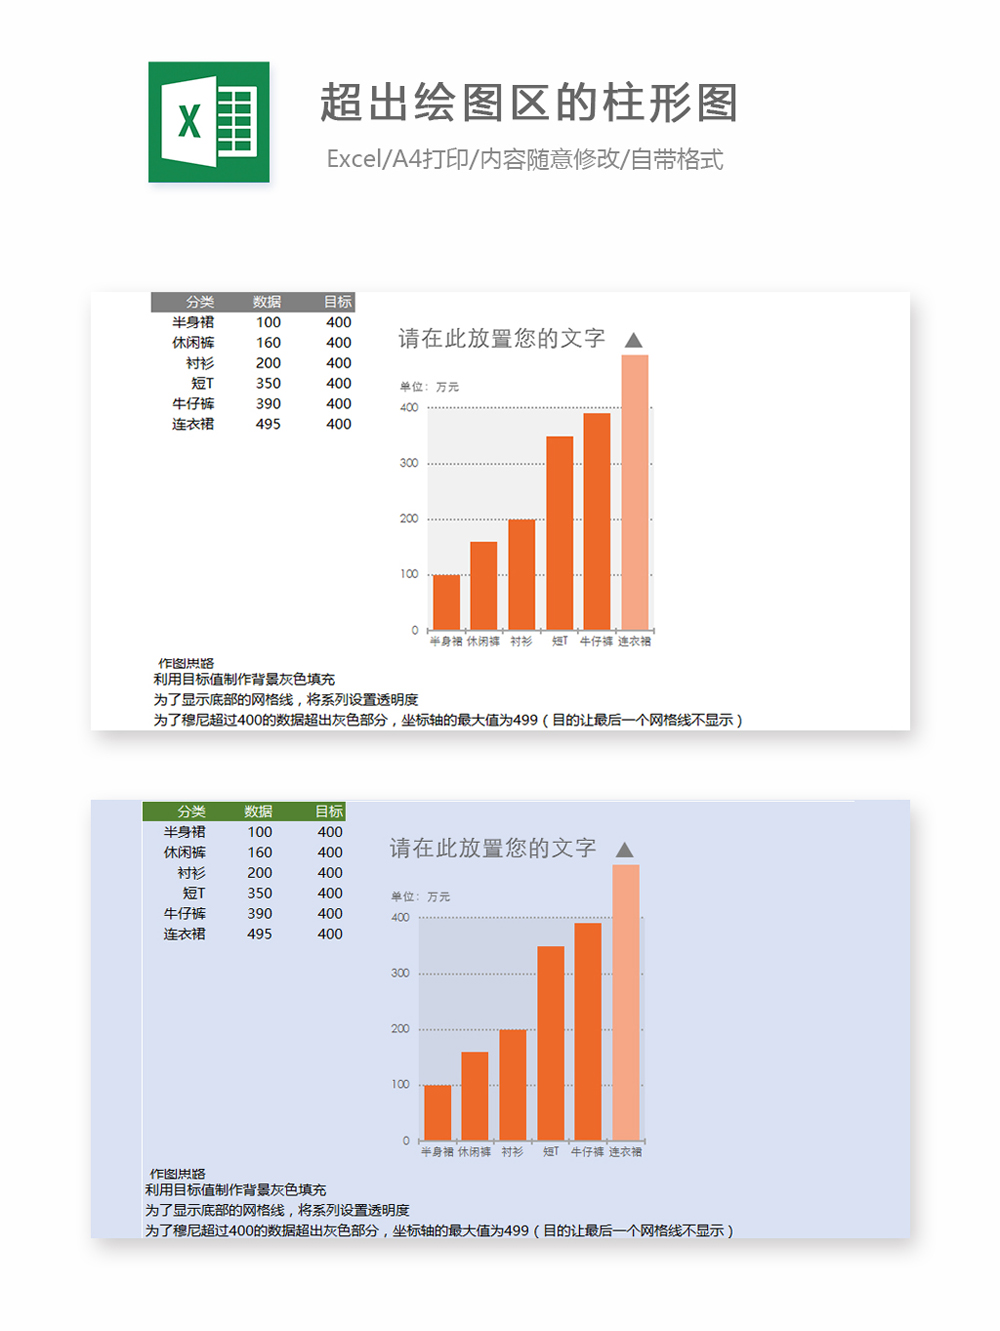 X
超出绘图区的柱形图
Excel/A4打印/内容随意修改/自带格式
分类 数据 目标
半身裙 100 400
休闲裤 160 400
衬衫 200 400
短T 350 400
牛仔裤 390 400
连衣裙 495 400
请在此放置您的文字
单位：万元
400
300
200
100
0
半身裙 休闲裤 衬衫 短T 牛仔裤 连衣裙
作图思路
利用目标值制作背景灰色填充
为了显示底部的网格线，将系列设置透明度
为了穆尼超过400的数据超出灰色部分，坐标轴的最大值为499（目的让最后一个网格线不显示）
分类 数据 目标
半身裙 100 400
休闲裤 160 400
衬衫 200 400
短T 350 400
牛仔裤 390 400
连衣裙 495 400
请在此放置您的文字
单位：万元
400
300
200
100
0
半身裙 休闲裤 衬衫 短T 牛仔裤 连衣裙
作图思路
利用目标值制作背景灰色填充
为了显示底部的网格线，将系列设置透明度
为了穆尼超过400的数据超出灰色部分，坐标轴的最大值为499（目的让最后一个网格线不显示）